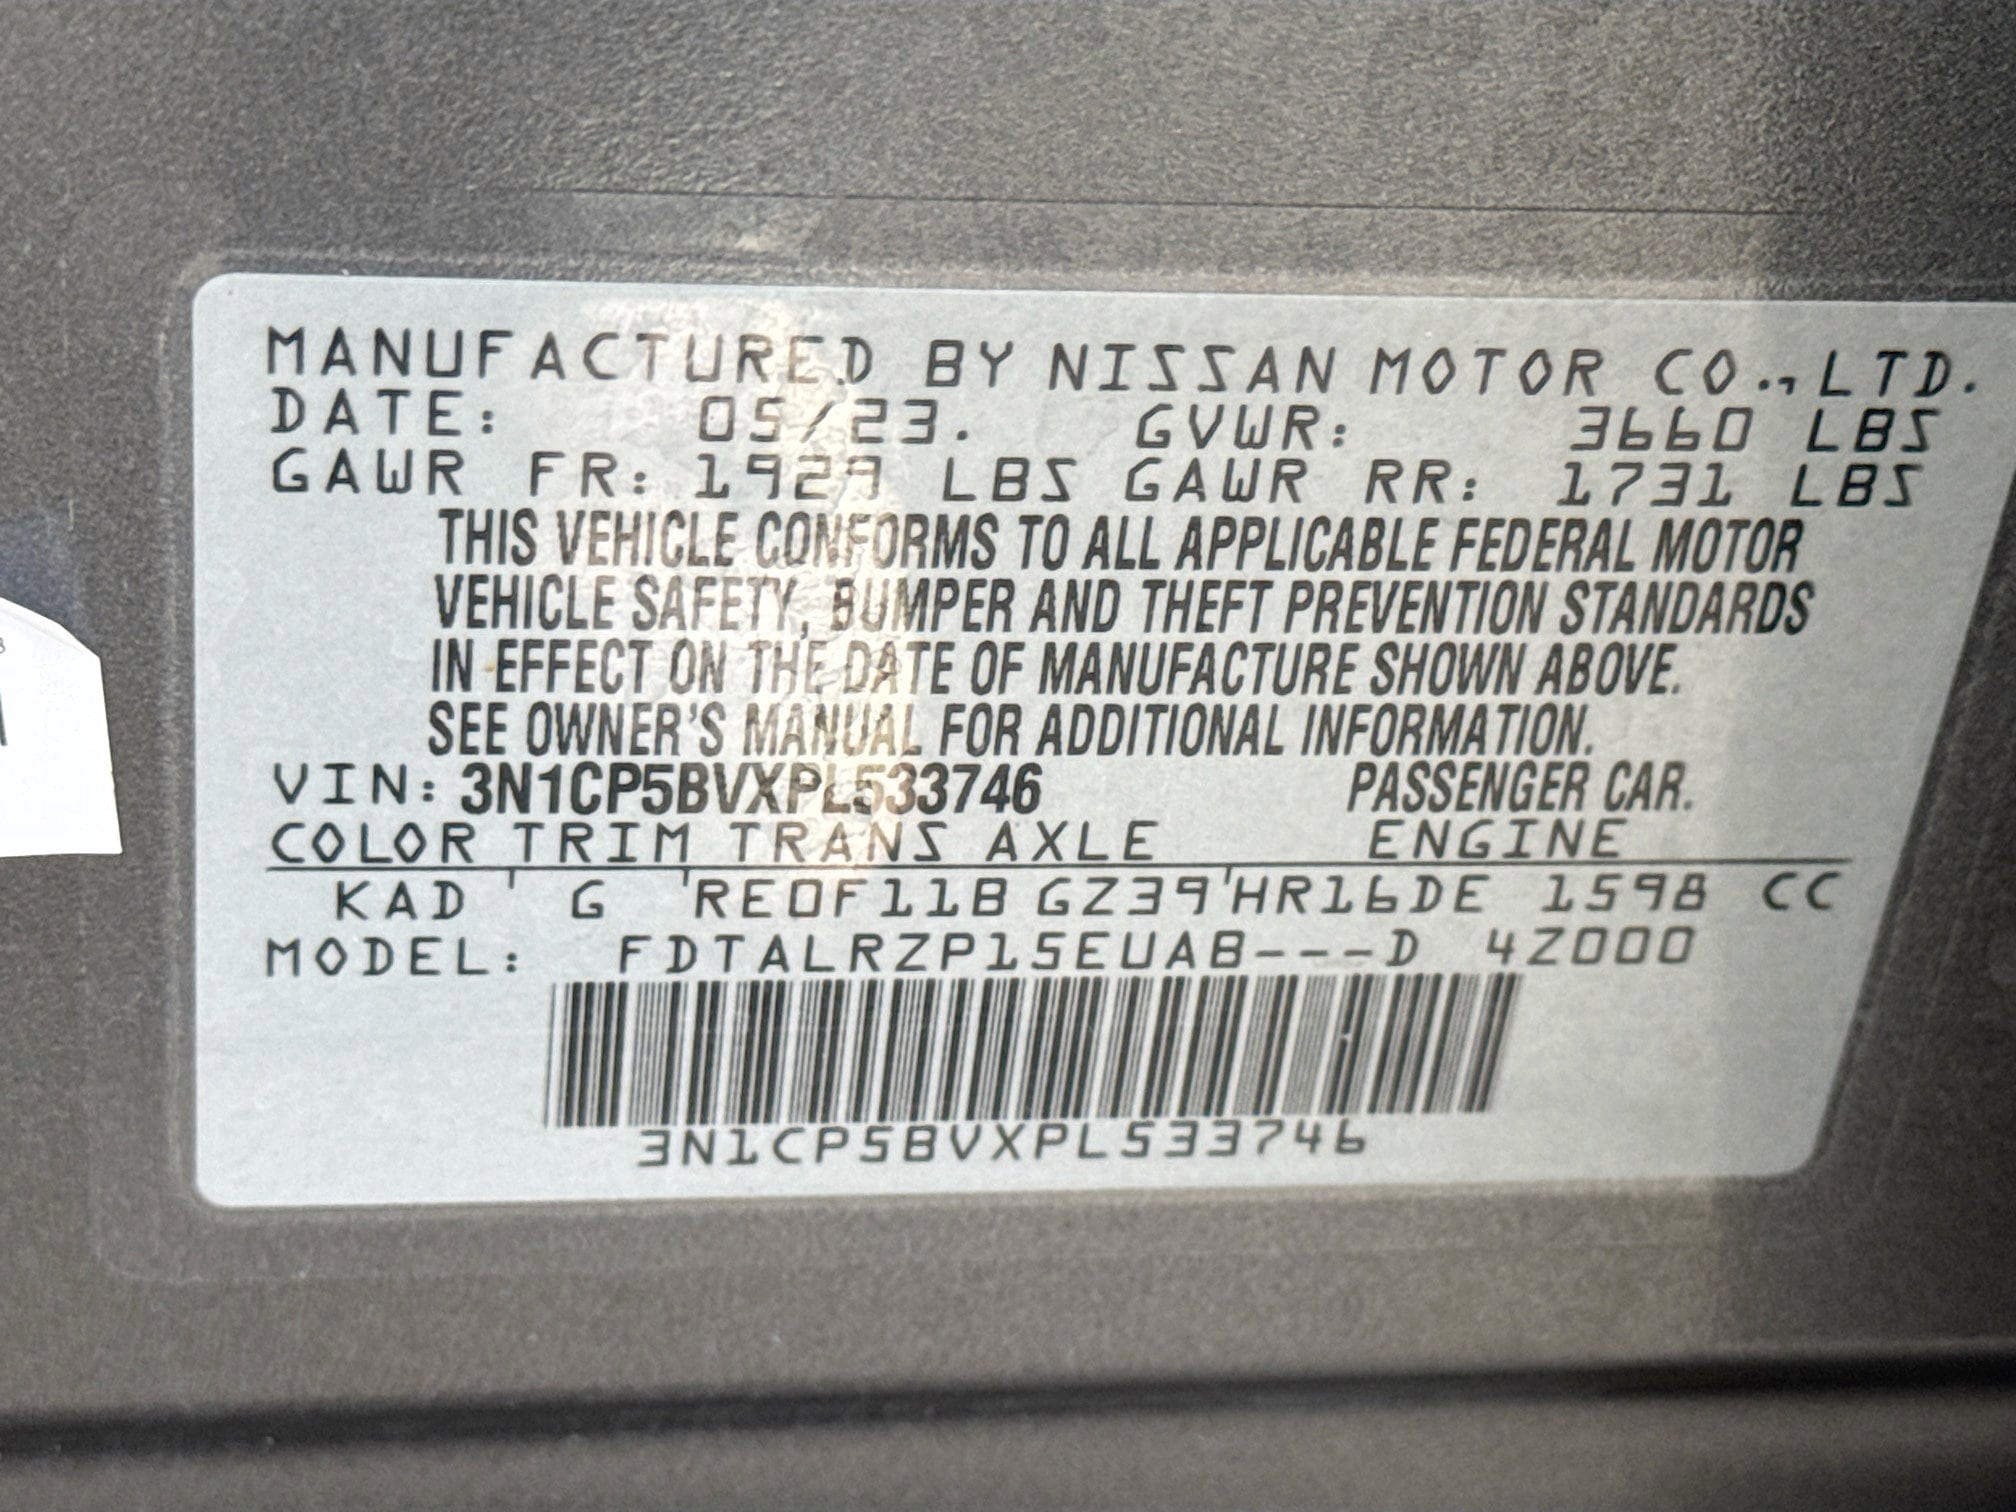 MANUFACTURED BY NISSAN MOTOR CO., LTD.
DATE: 05/23. GVWR: 3660 LBS
GAWR FR: 1929 LBS GAWR RR: 1731 LBS
THIS VEHICLE CONFORMS TO ALL APPLICABLE FEDERAL MOTOR
VEHICLE SAFETY, BUMPER AND THEFT PREVENTION STANDARDS
IN EFFECT ON THE DATE OF MANUFACTURE SHOWN ABOVE.
SEE OWNER'S MANUAL FOR ADDITIONAL INFORMATION.
VIN: 3N1CP5BVXPL533746 PASSENGER CAR.
COLOR TRIM TRANS AXLE ENGINE
KAD ' G 'RE0F11B GZ39'HR16DE 1598 CC
MODEL: FDTALRZP15EUAB---D 4Z000
3N1CP5BVXPL533746